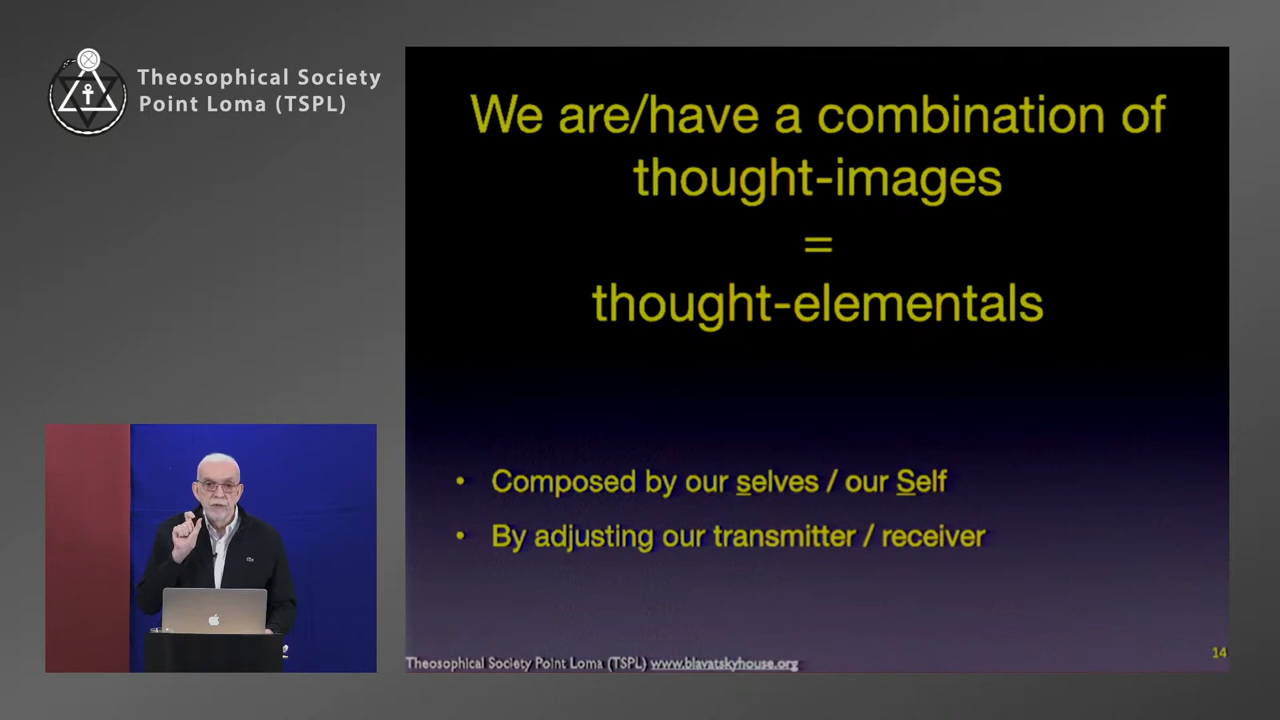 Theosophical Society
Point Loma (TSPL)
We are/have a combination of
thought-images
=
thought-elementals
• Composed by our selves / our Self
• By adjusting our transmitter / receiver
Theosophical Society Point Loma (TSPL) www.blavatskyhouse.org
14